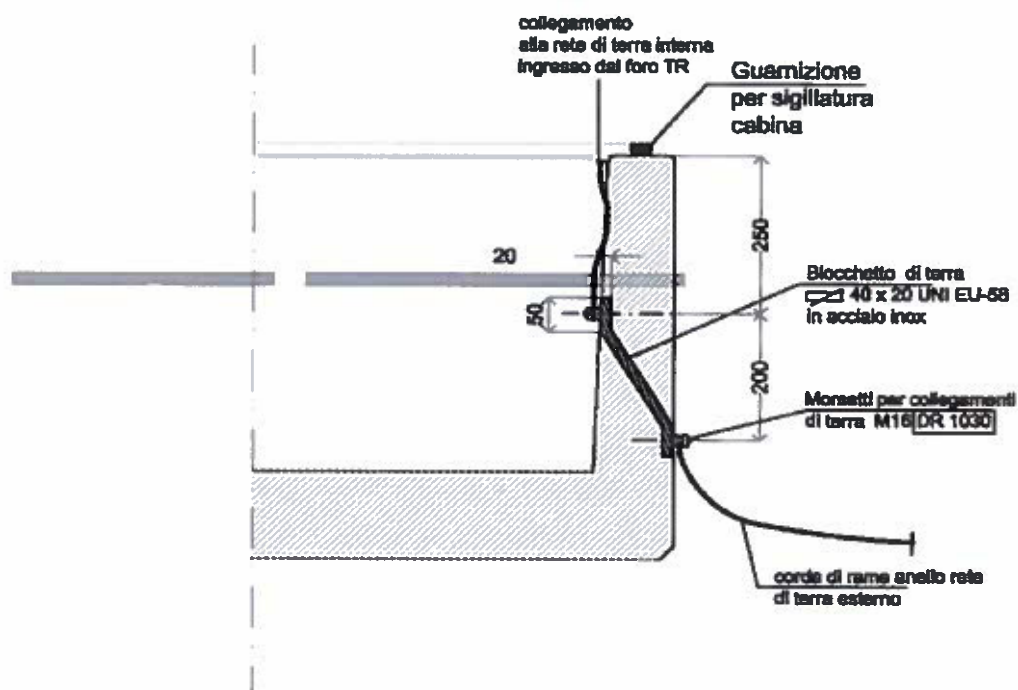 collegamento
alla rete di terra interna
ingresso dal foro TR
Guarnizione
per sigillatura
cabina
250
20
50
Blocchetto di terra
40 x 20 UNI EU-58
in acciaio inox
200
Morsetti per collegamenti
di terra M16 DR 1030
corda di rame anello rete
di terra esterno